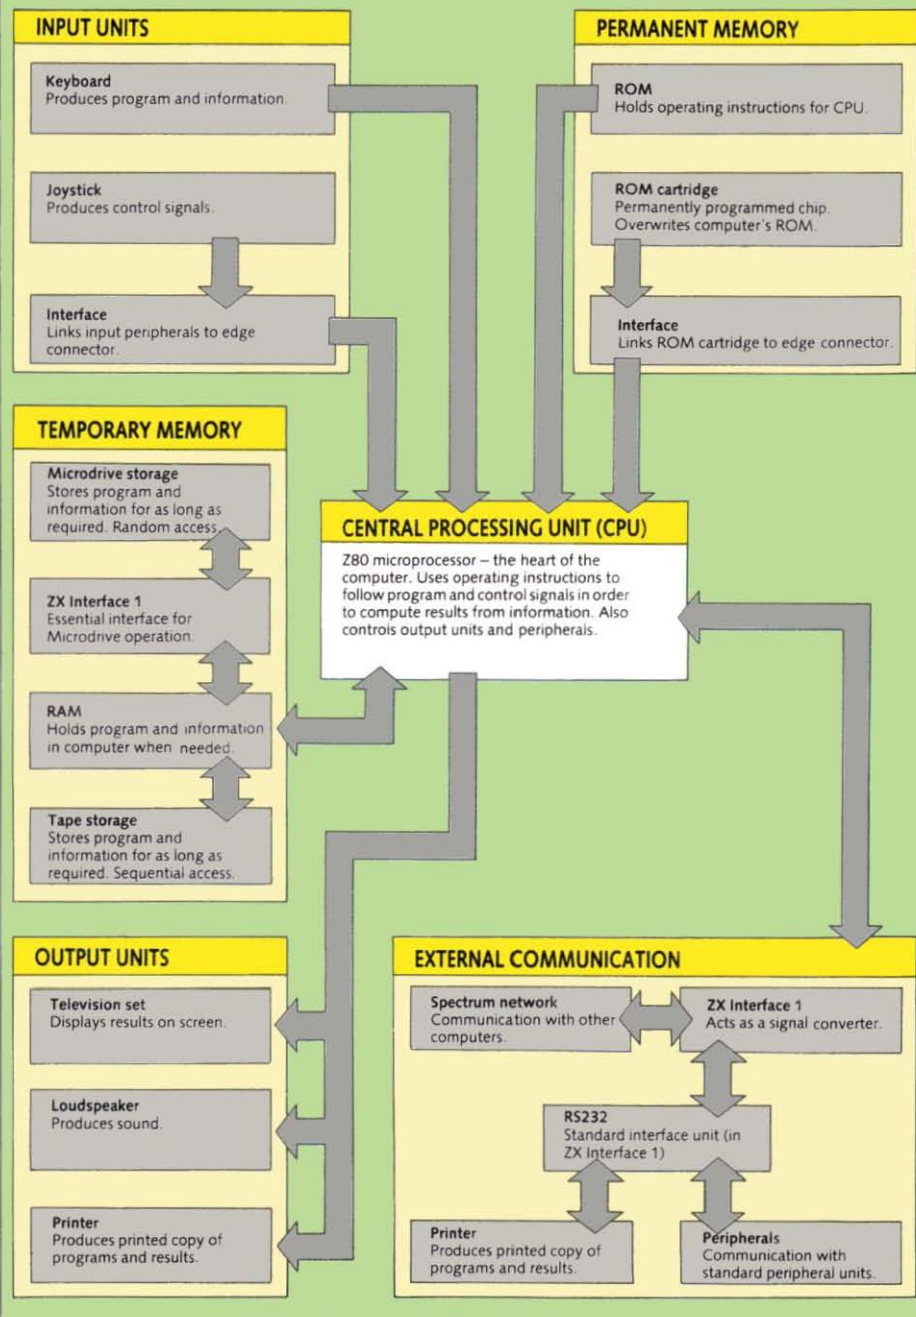 INPUT UNITS
Keyboard
Produces program and information.
Joystick
Produces control signals.
Interface
Links input peripherals to edge
connector.
PERMANENT MEMORY
ROM
Holds operating instructions for CPU.
ROM cartridge
Permanently programmed chip.
Overwrites computer's ROM.
Interface
Links ROM cartridge to edge connector.
TEMPORARY MEMORY
Microdrive storage
Stores program and
information for as long as
required. Random access.
ZX Interface 1
Essential interface for
Microdrive operation.
RAM
Holds program and information
in computer when needed.
Tape storage
Stores program and
information for as long as
required. Sequential access.
CENTRAL PROCESSING UNIT (CPU)
Z80 microprocessor – the heart of the
computer. Uses operating instructions to
follow program and control signals in order
to compute results from information. Also
controls output units and peripherals.
OUTPUT UNITS
Television set
Displays results on screen.
Loudspeaker
Produces sound.
Printer
Produces printed copy of
programs and results.
EXTERNAL COMMUNICATION
Spectrum network
Communication with other
computers.
ZX Interface 1
Acts as a signal converter.
RS232
Standard interface unit (in
ZX Interface 1)
Printer
Produces printed copy of
programs and results.
Peripherals
Communication with
standard peripheral units.